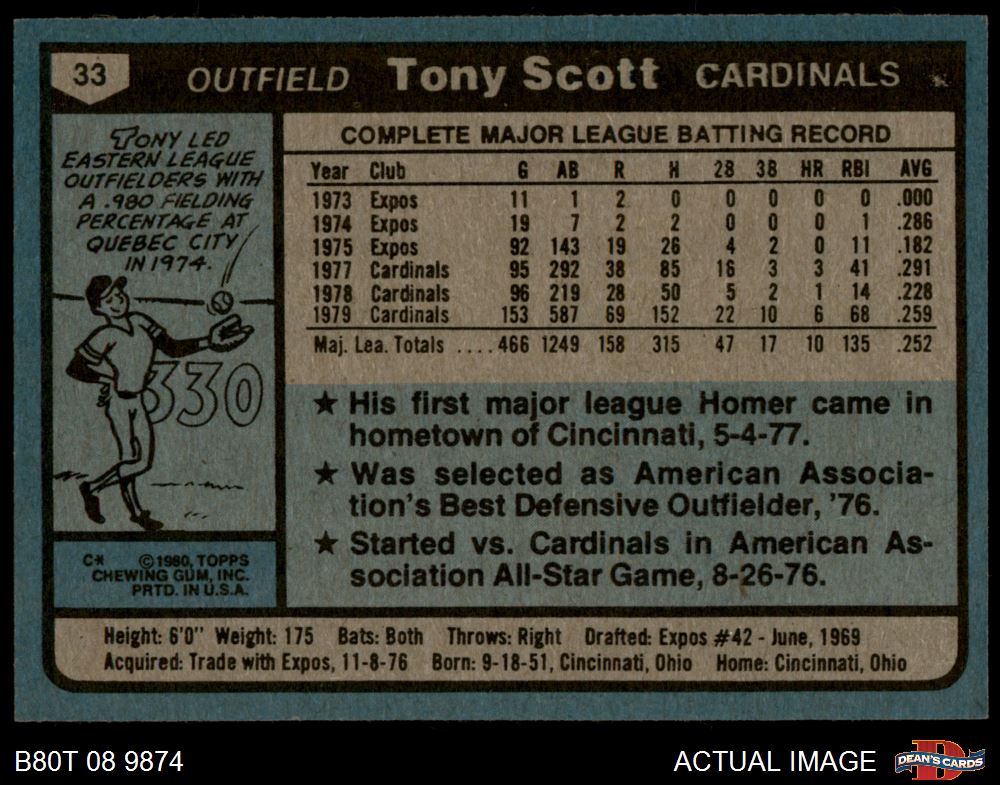 33 OUTFIELD Tony Scott CARDINALS
TONY LED
EASTERN LEAGUE
OUTFIELDERS WITH
A .980 FIELDING
PERCENTAGE AT
QUEBEC CITY
IN 1974.
330
C* ©1980, TOPPS
CHEWING GUM, INC.
PRTD. IN U.S.A.
COMPLETE MAJOR LEAGUE BATTING RECORD
Year Club G AB R H 2B 3B HR RBI AVG
1973 Expos 11 1 2 0 0 0 0 0 .000
1974 Expos 19 7 2 2 0 0 0 1 .286
1975 Expos 92 143 19 26 4 2 0 11 .182
1977 Cardinals 95 292 38 85 16 3 3 41 .291
1978 Cardinals 96 219 28 50 5 2 1 14 .228
1979 Cardinals 153 587 69 152 22 10 6 68 .259
Maj. Lea. Totals ....466 1249 158 315 47 17 10 135 .252
★ His first major league Homer came in
hometown of Cincinnati, 5-4-77.
★ Was selected as American Associa-
tion's Best Defensive Outfielder, '76.
★ Started vs. Cardinals in American As-
sociation All-Star Game, 8-26-76.
Height: 6'0" Weight: 175 Bats: Both Throws: Right Drafted: Expos #42 - June, 1969
Acquired: Trade with Expos, 11-8-76 Born: 9-18-51, Cincinnati, Ohio Home: Cincinnati, Ohio
B80T 08 9874 ACTUAL IMAGE D DEAN'S CARDS